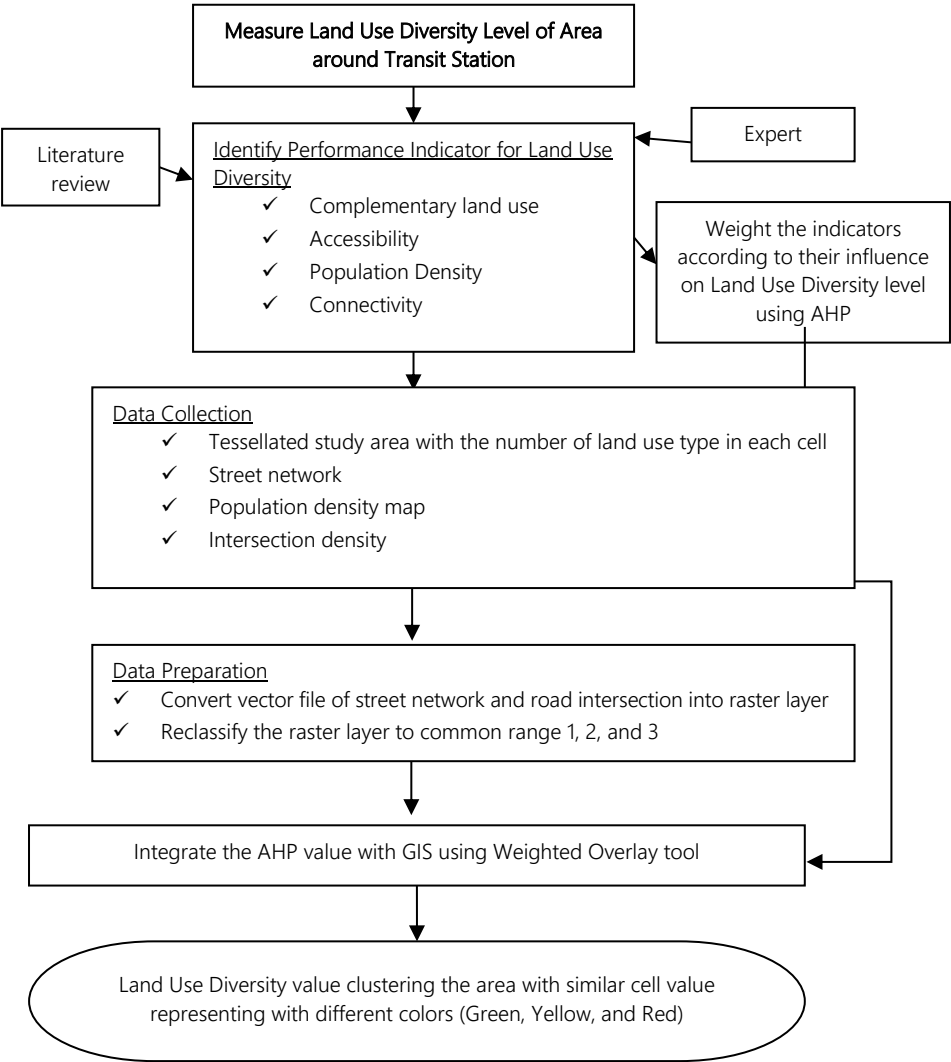 Measure Land Use Diversity Level of Area
around Transit Station
Literature
review
Identify Performance Indicator for Land Use
Diversity
✓ Complementary land use
✓ Accessibility
✓ Population Density
✓ Connectivity
Expert
Weight the indicators
according to their influence
on Land Use Diversity level
using AHP
Data Collection
✓ Tessellated study area with the number of land use type in each cell
✓ Street network
✓ Population density map
✓ Intersection density
Data Preparation
✓ Convert vector file of street network and road intersection into raster layer
✓ Reclassify the raster layer to common range 1, 2, and 3
Integrate the AHP value with GIS using Weighted Overlay tool
Land Use Diversity value clustering the area with similar cell value
representing with different colors (Green, Yellow, and Red)